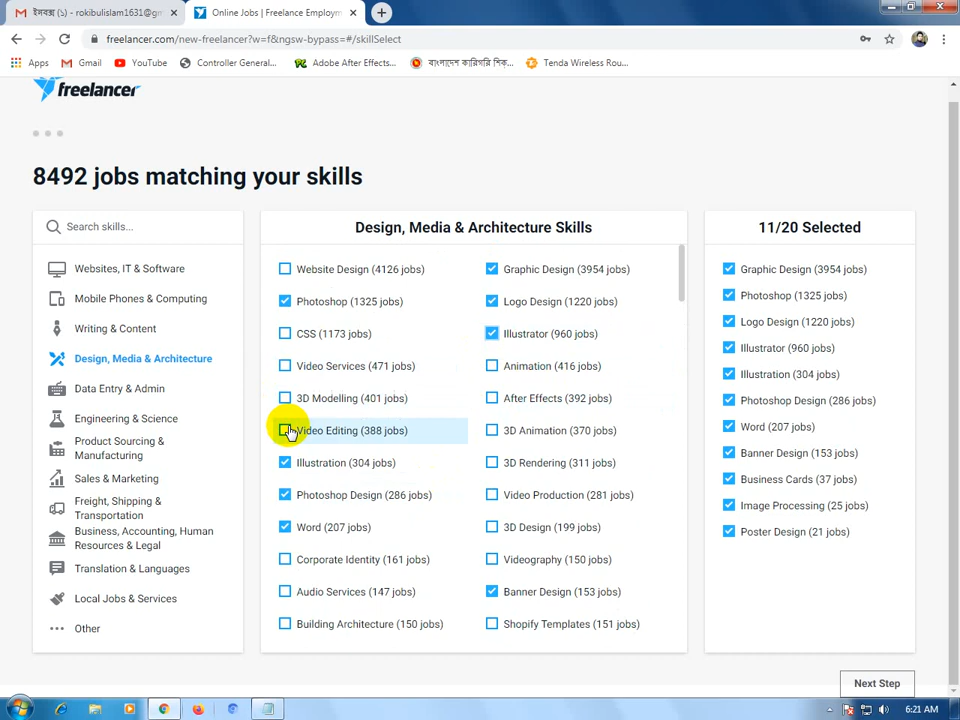 ইনবক্স (১) - rokibulislam1631@gm
Online Jobs | Freelance Employm
freelancer.com/new-freelancer?w=f&ngsw-bypass=#/skillSelect
Apps
Gmail
YouTube
Controller General...
Adobe After Effects...
বাংলাদেশ কারিগরি শিক...
Tenda Wireless Rou...
freelancer
8492 jobs matching your skills
Search skills...
Websites, IT & Software
Mobile Phones & Computing
Writing & Content
Design, Media & Architecture
Data Entry & Admin
Engineering & Science
Product Sourcing &
Manufacturing
Sales & Marketing
Freight, Shipping &
Transportation
Business, Accounting, Human
Resources & Legal
Translation & Languages
Local Jobs & Services
Other
Design, Media & Architecture Skills
Website Design (4126 jobs)
Graphic Design (3954 jobs)
Photoshop (1325 jobs)
Logo Design (1220 jobs)
CSS (1173 jobs)
Illustrator (960 jobs)
Video Services (471 jobs)
Animation (416 jobs)
3D Modelling (401 jobs)
After Effects (392 jobs)
Video Editing (388 jobs)
3D Animation (370 jobs)
Illustration (304 jobs)
3D Rendering (311 jobs)
Photoshop Design (286 jobs)
Video Production (281 jobs)
Word (207 jobs)
3D Design (199 jobs)
Corporate Identity (161 jobs)
Videography (150 jobs)
Audio Services (147 jobs)
Banner Design (153 jobs)
Building Architecture (150 jobs)
Shopify Templates (151 jobs)
11/20 Selected
Graphic Design (3954 jobs)
Photoshop (1325 jobs)
Logo Design (1220 jobs)
Illustrator (960 jobs)
Illustration (304 jobs)
Photoshop Design (286 jobs)
Word (207 jobs)
Banner Design (153 jobs)
Business Cards (37 jobs)
Image Processing (25 jobs)
Poster Design (21 jobs)
Next Step
6:21 AM